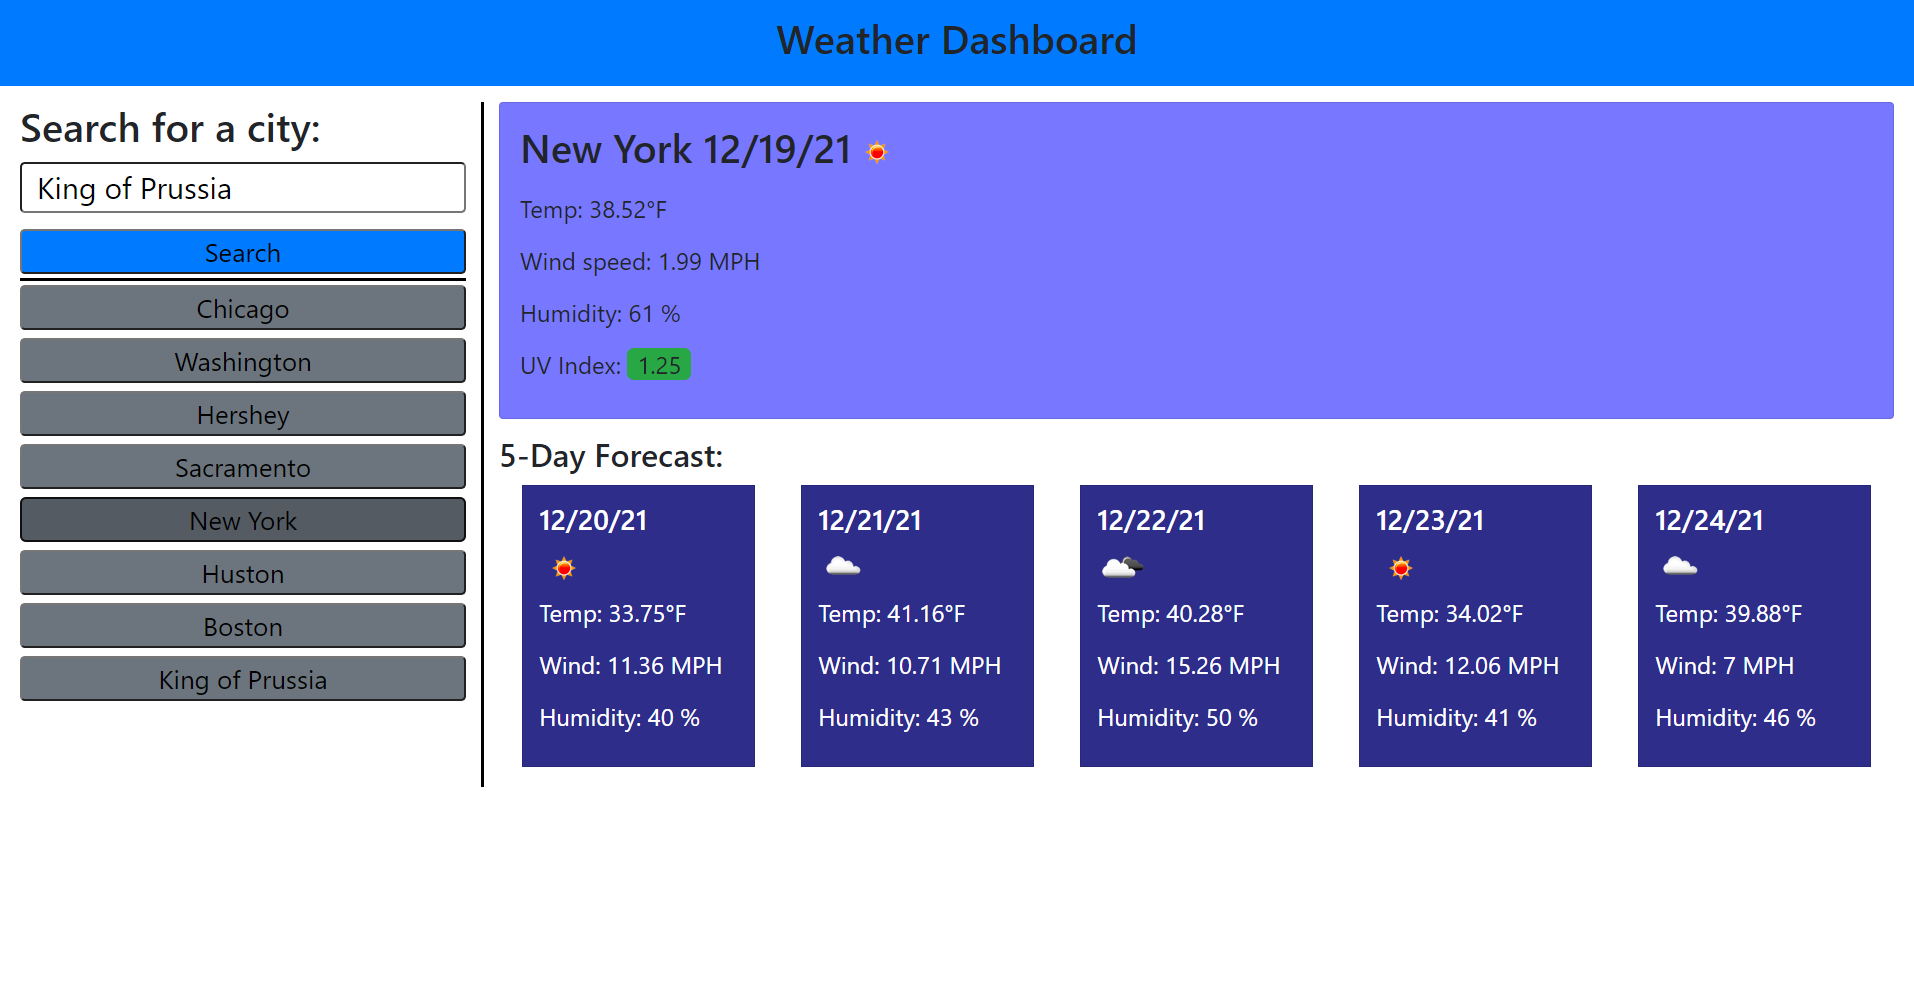 Weather Dashboard
Search for a city:
King of Prussia
Search
Chicago
Washington
Hershey
Sacramento
New York
Huston
Boston
King of Prussia
New York 12/19/21
Temp: 38.52°F
Wind speed: 1.99 MPH
Humidity: 61 %
UV Index: 1.25
5-Day Forecast:
12/20/21
Temp: 33.75°F
Wind: 11.36 MPH
Humidity: 40 %
12/21/21
Temp: 41.16°F
Wind: 10.71 MPH
Humidity: 43 %
12/22/21
Temp: 40.28°F
Wind: 15.26 MPH
Humidity: 50 %
12/23/21
Temp: 34.02°F
Wind: 12.06 MPH
Humidity: 41 %
12/24/21
Temp: 39.88°F
Wind: 7 MPH
Humidity: 46 %